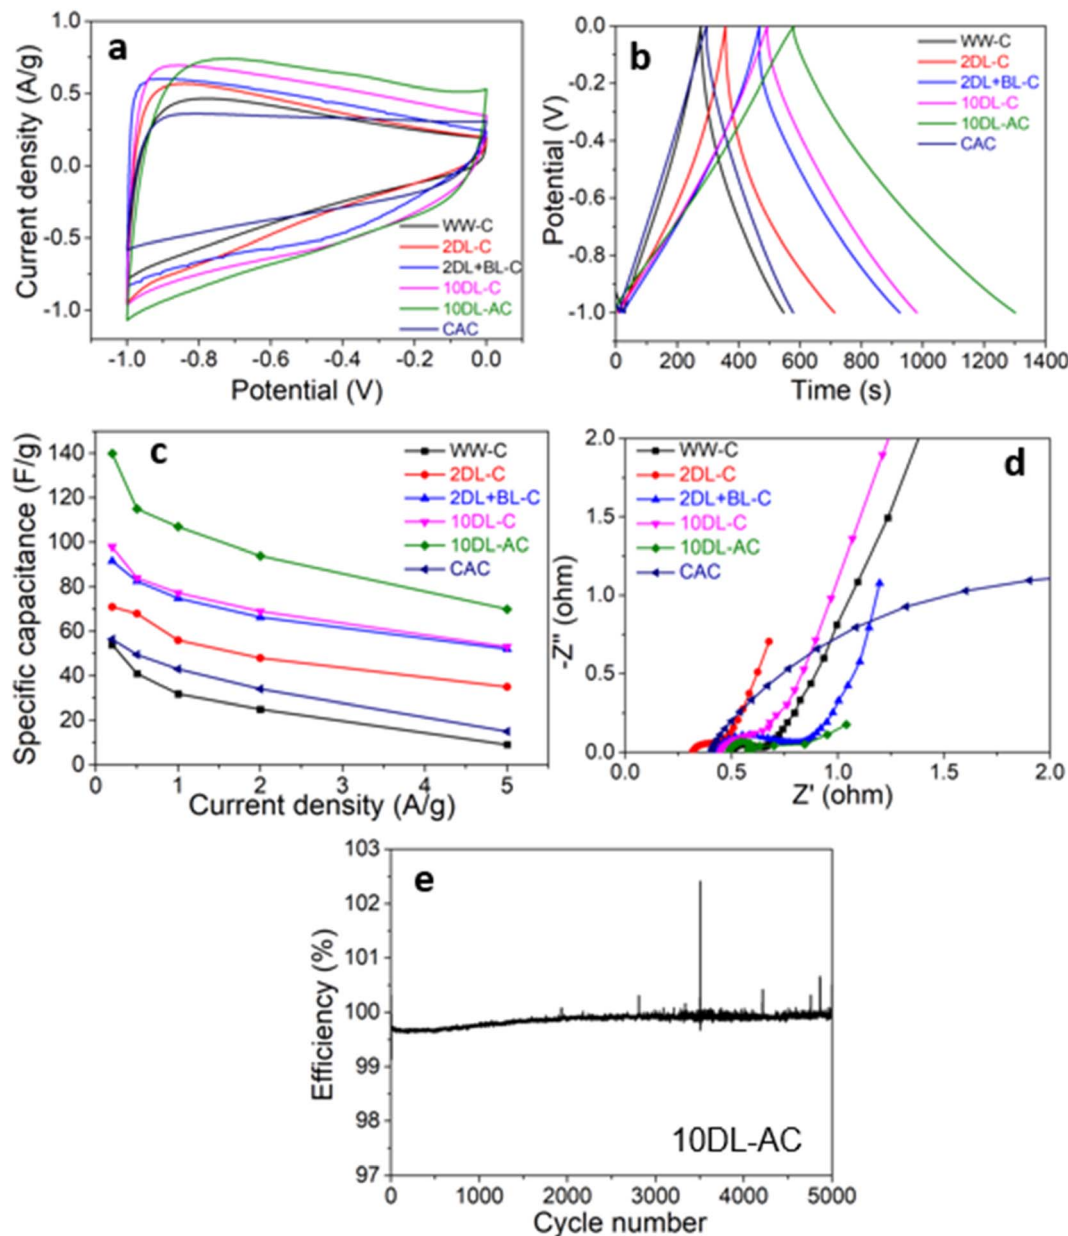 a
Current density (A/g)
1.0
0.5
0.0
-0.5
-1.0
WW-C
2DL-C
2DL+BL-C
10DL-C
10DL-AC
CAC
-1.0 -0.8 -0.6 -0.4 -0.2 0.0
Potential (V)
b
Potential (V)
0.0
-0.2
-0.4
-0.6
-0.8
-1.0
WW-C
2DL-C
2DL+BL-C
10DL-C
10DL-AC
CAC
0 200 400 600 800 1000 1200 1400
Time (s)
c
Specific capacitance (F/g)
140
120
100
80
60
40
20
0
WW-C
2DL-C
2DL+BL-C
10DL-C
10DL-AC
CAC
0 1 2 3 4 5
Current density (A/g)
d
-Z'' (ohm)
2.0
1.5
1.0
0.5
0.0
WW-C
2DL-C
2DL+BL-C
10DL-C
10DL-AC
CAC
0.0 0.5 1.0 1.5 2.0
Z' (ohm)
e
Efficiency (%)
103
102
101
100
99
98
97
10DL-AC
0 1000 2000 3000 4000 5000
Cycle number